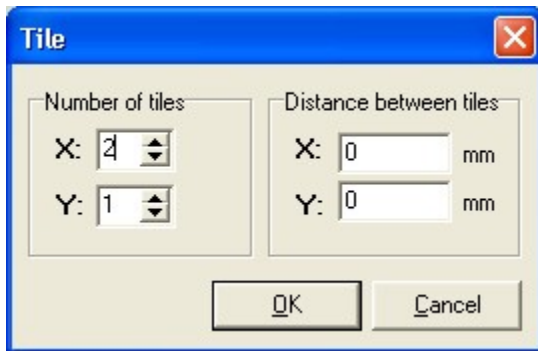 Tile
Number of tiles
Distance between tiles
X: 2
X: 0 mm
Y: 1
Y: 0 mm
OK
Cancel